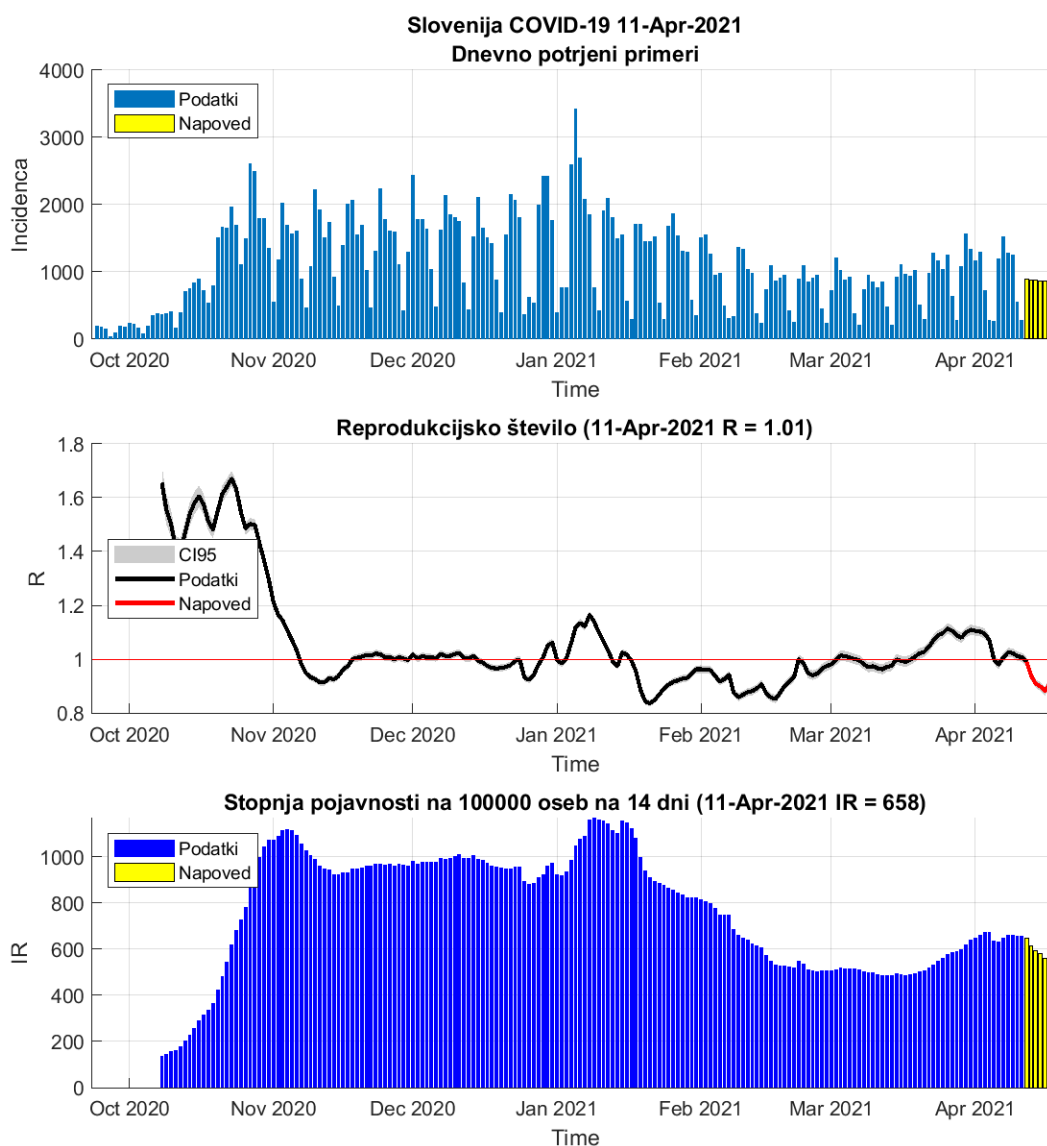 Slovenija COVID-19 11-Apr-2021
Dnevno potrjeni primeri
4000
3000
2000
1000
0
Incidenca
Podatki
Napoved
Oct 2020 Nov 2020 Dec 2020 Jan 2021 Feb 2021 Mar 2021 Apr 2021
Time
Reprodukcijsko število (11-Apr-2021 R = 1.01)
1.8
1.6
1.4
1.2
1
0.8
R
CI95
Podatki
Napoved
Oct 2020 Nov 2020 Dec 2020 Jan 2021 Feb 2021 Mar 2021 Apr 2021
Time
Stopnja pojavnosti na 100000 oseb na 14 dni (11-Apr-2021 IR = 658)
1000
800
600
400
200
0
IR
Podatki
Napoved
Oct 2020 Nov 2020 Dec 2020 Jan 2021 Feb 2021 Mar 2021 Apr 2021
Time